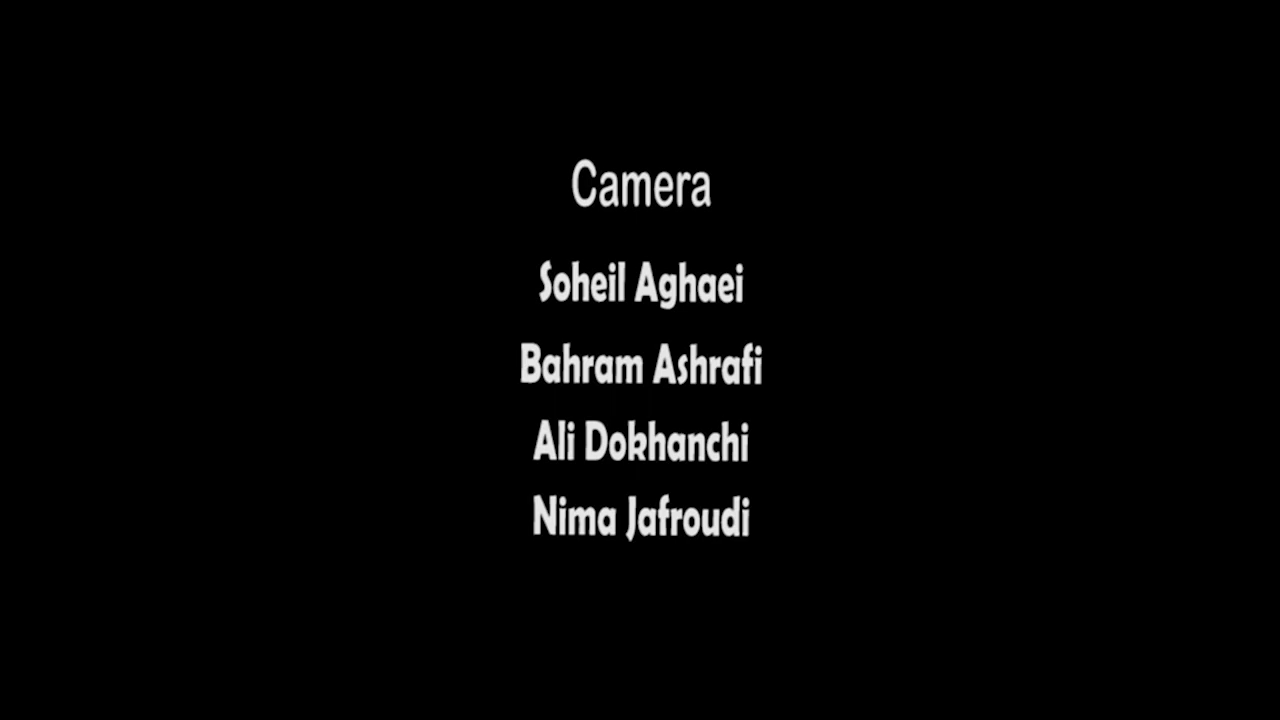 Camera
Soheil Aghaei
Bahram Ashrafi
Ali Dokhanchi
Nima Jafroudi